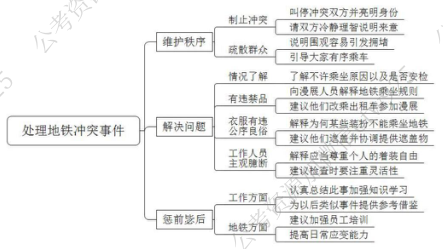 处理地铁冲突事件
维护秩序
制止冲突
叫停冲突双方并亮明身份
请双方冷静理智说明来意
疏散群众
说明围观容易引发拥堵
引导大家有序乘车
解决问题
情况了解
了解不许乘坐原因以及是否安检
有违禁品
向漫展人员解释地铁乘坐规则
建议他们改乘出租车参加漫展
衣服有违
公序良俗
解释为何某些装扮不能乘坐地铁
建议他们遮盖并协调提供遮盖物
工作人员
主观臆断
解释应当尊重个人的着装自由
建议检查时要注重灵活性
惩前毖后
工作方面
认真总结此事加强知识学习
为以后类似事件提供参考借鉴
地铁方面
建议加强员工培训
提高日常应变能力